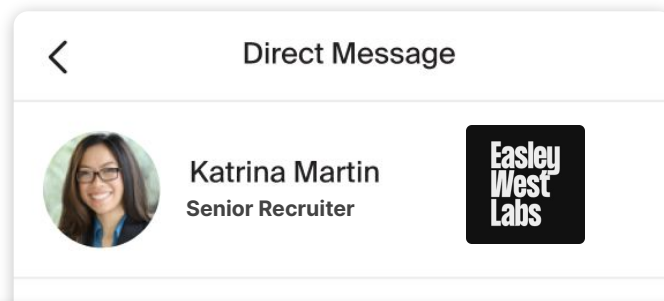 Direct Message
Katrina Martin
Senior Recruiter
Easley
West
Labs